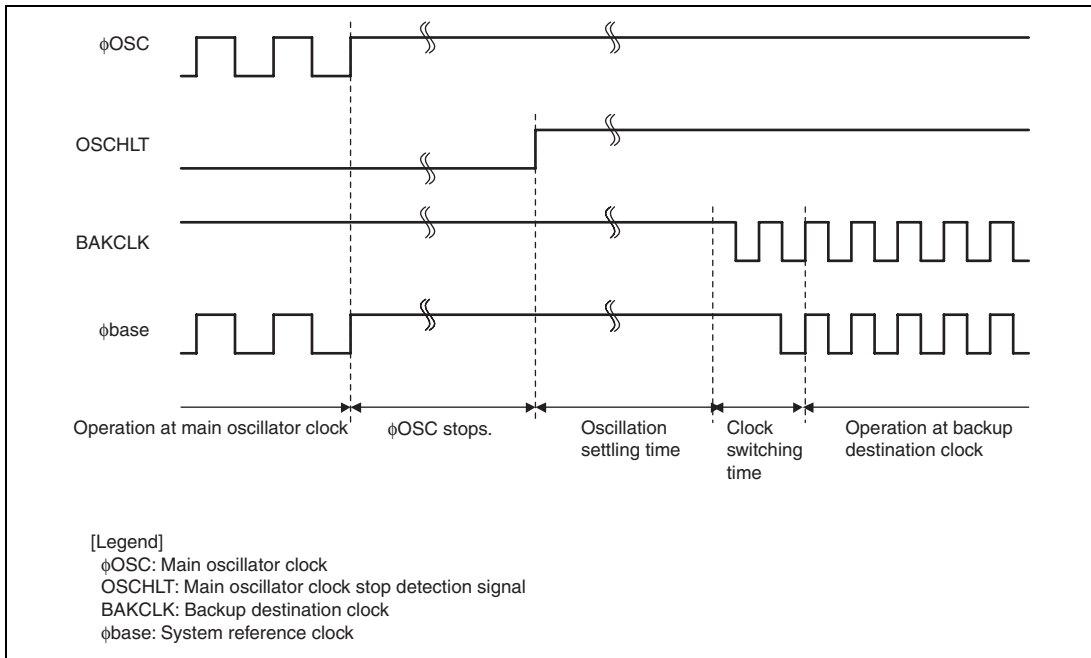 ϕOSC
OSCHLT
BAKCLK
ϕbase
Operation at main oscillator clock
ϕOSC stops.
Oscillation
settling time
Clock
switching
time
Operation at backup
destination clock
[Legend]
ϕOSC: Main oscillator clock
OSCHLT: Main oscillator clock stop detection signal
BAKCLK: Backup destination clock
ϕbase: System reference clock